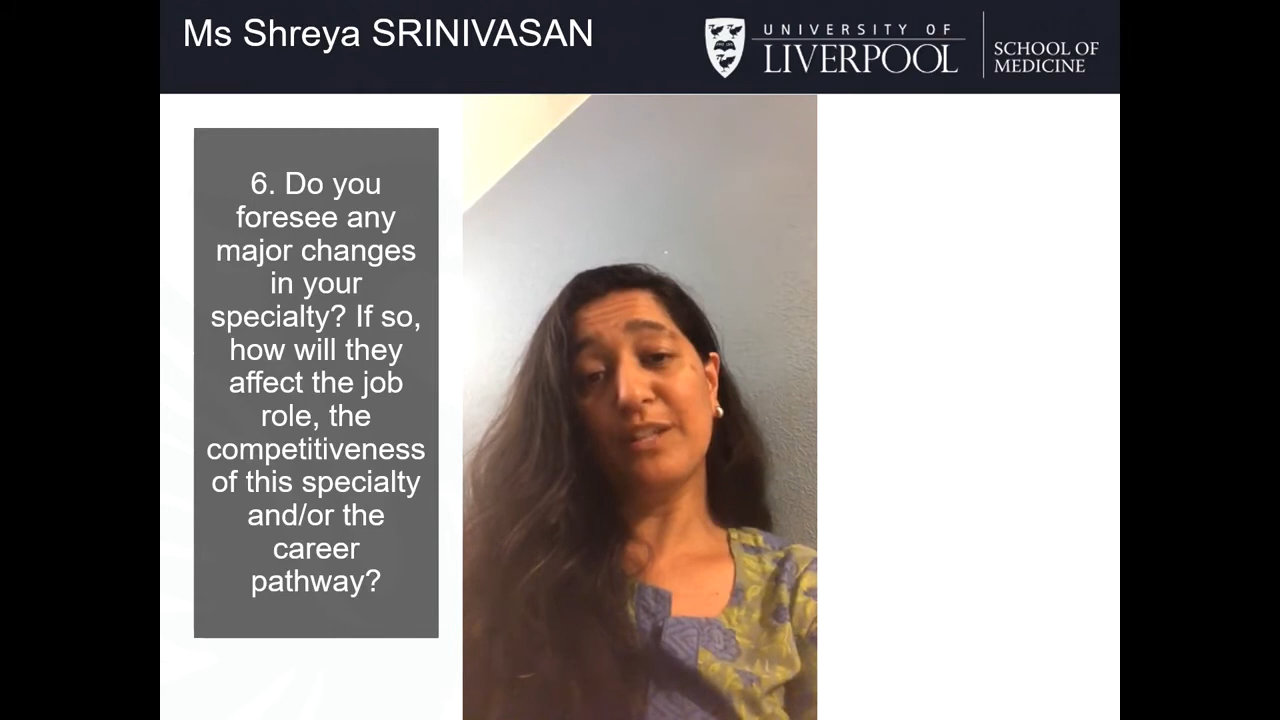 Ms Shreya SRINIVASAN
UNIVERSITY OF
LIVERPOOL
SCHOOL OF
MEDICINE
6. Do you
foresee any
major changes
in your
specialty? If so,
how will they
affect the job
role, the
competitiveness
of this specialty
and/or the
career
pathway?